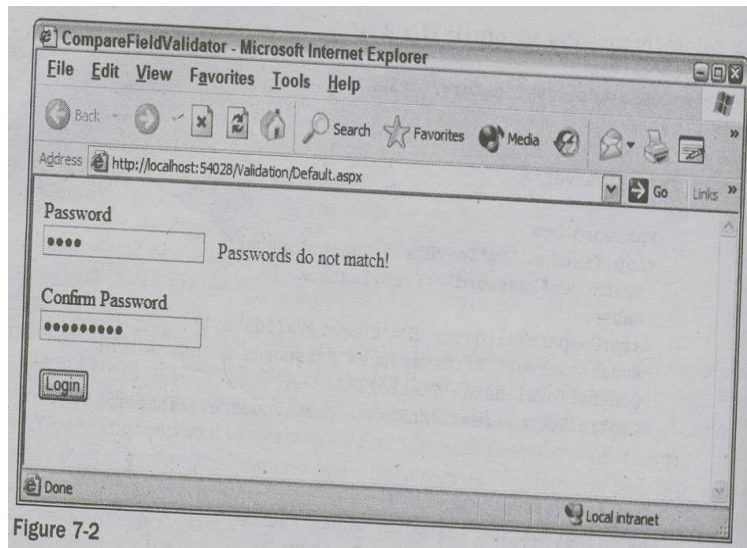 CompareFieldValidator - Microsoft Internet Explorer
File Edit View Favorites Tools Help
Back Search Favorites Media »
Address http://localhost:54028/Validation/Default.aspx Go Links »
Password
•••• Passwords do not match!
Confirm Password
•••••••••
Login
Done Local intranet
Figure 7-2